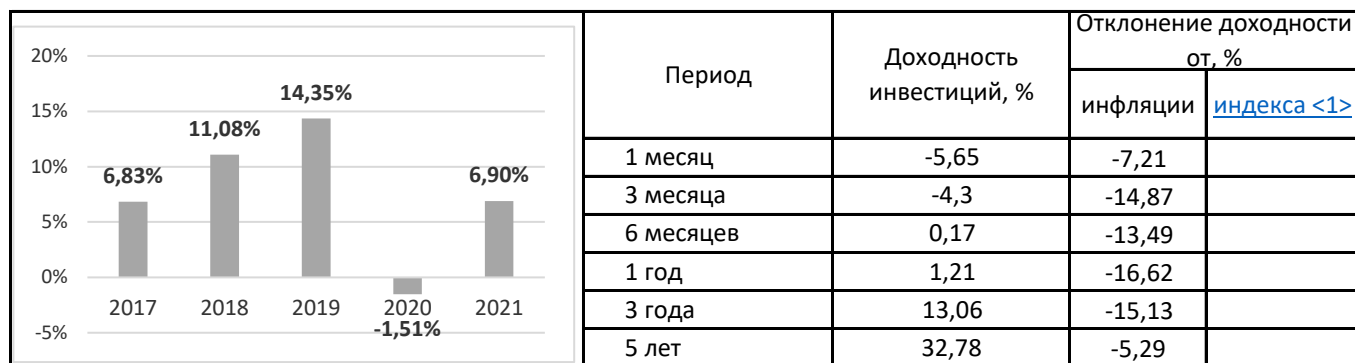 20%
15%
10%
5%
0%
-5%
6,83%
11,08%
14,35%
-1,51%
6,90%
2017 2018 2019 2020 2021
Период
Доходность
инвестиций, %
Отклонение доходности
от, %
инфляции
индекса <1>
1 месяц -5,65 -7,21
3 месяца -4,3 -14,87
6 месяцев 0,17 -13,49
1 год 1,21 -16,62
3 года 13,06 -15,13
5 лет 32,78 -5,29